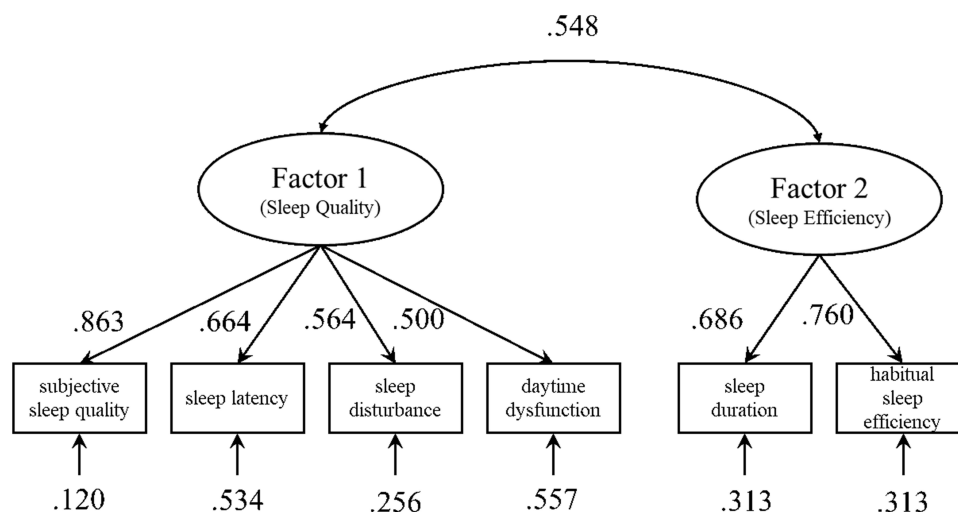 .548
Factor 1
(Sleep Quality)
Factor 2
(Sleep Efficiency)
.863
.664
.564
.500
.686
.760
subjective
sleep quality
sleep latency
sleep
disturbance
daytime
dysfunction
sleep
duration
habitual
sleep
efficiency
.120
.534
.256
.557
.313
.313